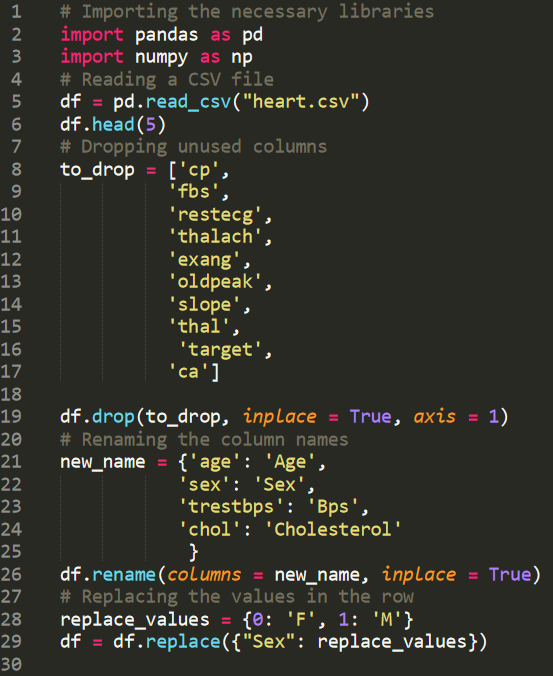 1 # Importing the necessary libraries
2 import pandas as pd
3 import numpy as np
4 # Reading a CSV file
5 df = pd.read_csv("heart.csv")
6 df.head(5)
7 # Dropping unused columns
8 to_drop = ['cp',
9 'fbs',
10 'restecg',
11 'thalach',
12 'exang',
13 'oldpeak',
14 'slope',
15 'thal',
16 'target',
17 'ca']
18
19 df.drop(to_drop, inplace = True, axis = 1)
20 # Renaming the column names
21 new_name = {'age': 'Age',
22 'sex': 'Sex',
23 'trestbps': 'Bps',
24 'chol': 'Cholesterol'
25 }
26 df.rename(columns = new_name, inplace = True)
27 # Replacing the values in the row
28 replace_values = {0: 'F', 1: 'M'}
29 df = df.replace({"Sex": replace_values})
30